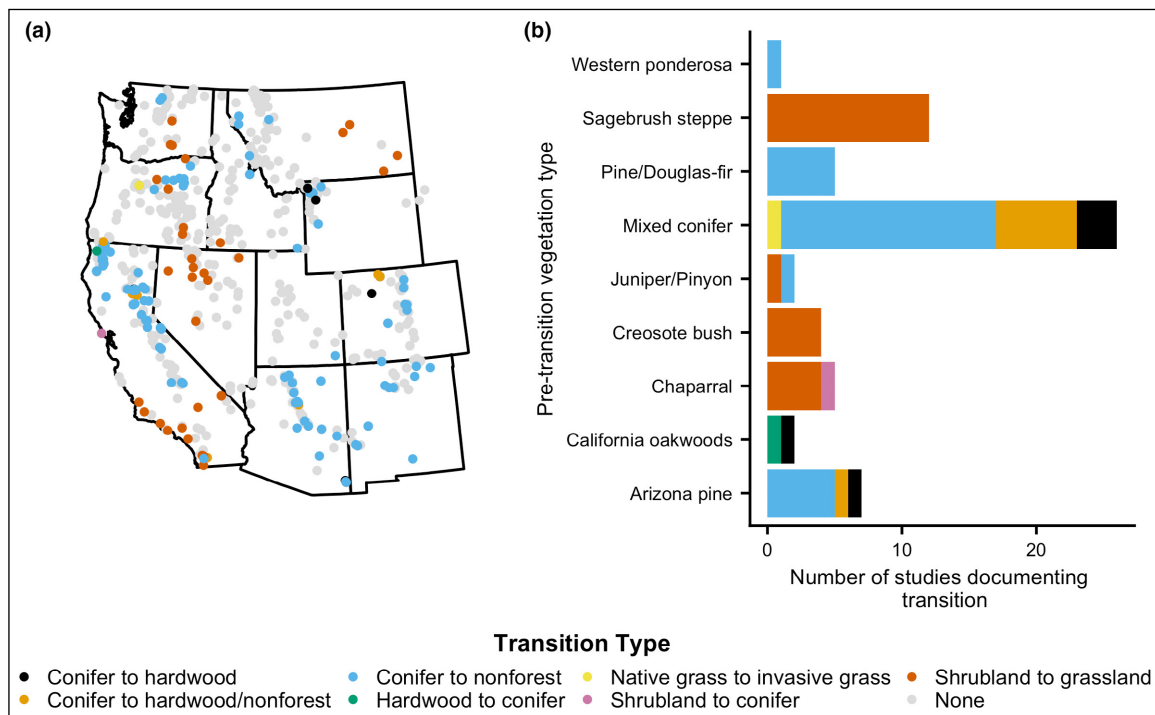 (a)
(b)
Pre-transition vegetation type
Western ponderosa
Sagebrush steppe
Pine/Douglas-fir
Mixed conifer
Juniper/Pinyon
Creosote bush
Chaparral
California oakwoods
Arizona pine
0 10 20
Number of studies documenting
transition
Transition Type
Conifer to hardwood
Conifer to nonforest
Native grass to invasive grass
Shrubland to grassland
Conifer to hardwood/nonforest
Hardwood to conifer
Shrubland to conifer
None